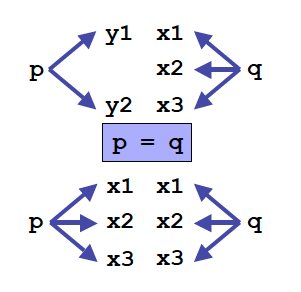 y1 x1
p x2 q
y2 x3
p = q
x1 x1
p x2 x2 q
x3 x3